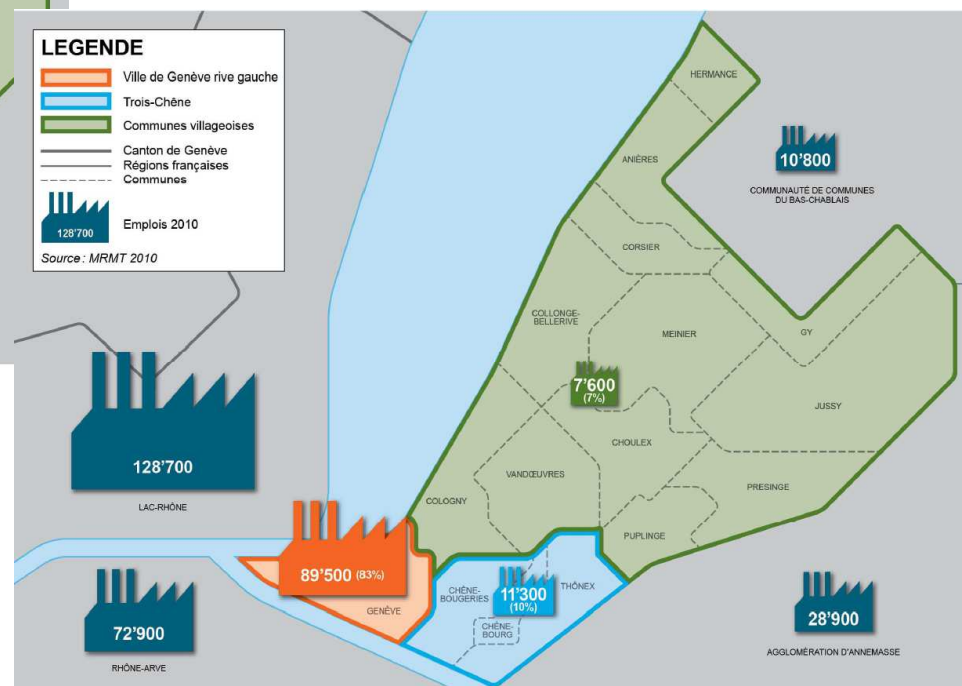 LEGENDE
Ville de Genève rive gauche
Trois-Chêne
Communes villageoises
Canton de Genève
Régions françaises
Communes
128'700
Emplois 2010
Source : MRMT 2010
HERMANCE
ANIÈRES
10'800
COMMUNAUTÉ DE COMMUNES
DU BAS-CHABLAIS
CORSIER
COLLONGE-
BELLERIVE
MEINIER
GY
7'600
(7%)
JUSSY
CHOULEX
128'700
LAC-RHÔNE
VANDŒUVRES
PRESINGE
COLOGNY
PUPLINGE
89'500 (83%)
GENÈVE
CHÊNE-
BOUGERIES
11'300
(10%)
THÔNEX
CHÊNE-
BOURG
72'900
RHÔNE-ARVE
28'900
AGGLOMÉRATION D'ANNEMASSE